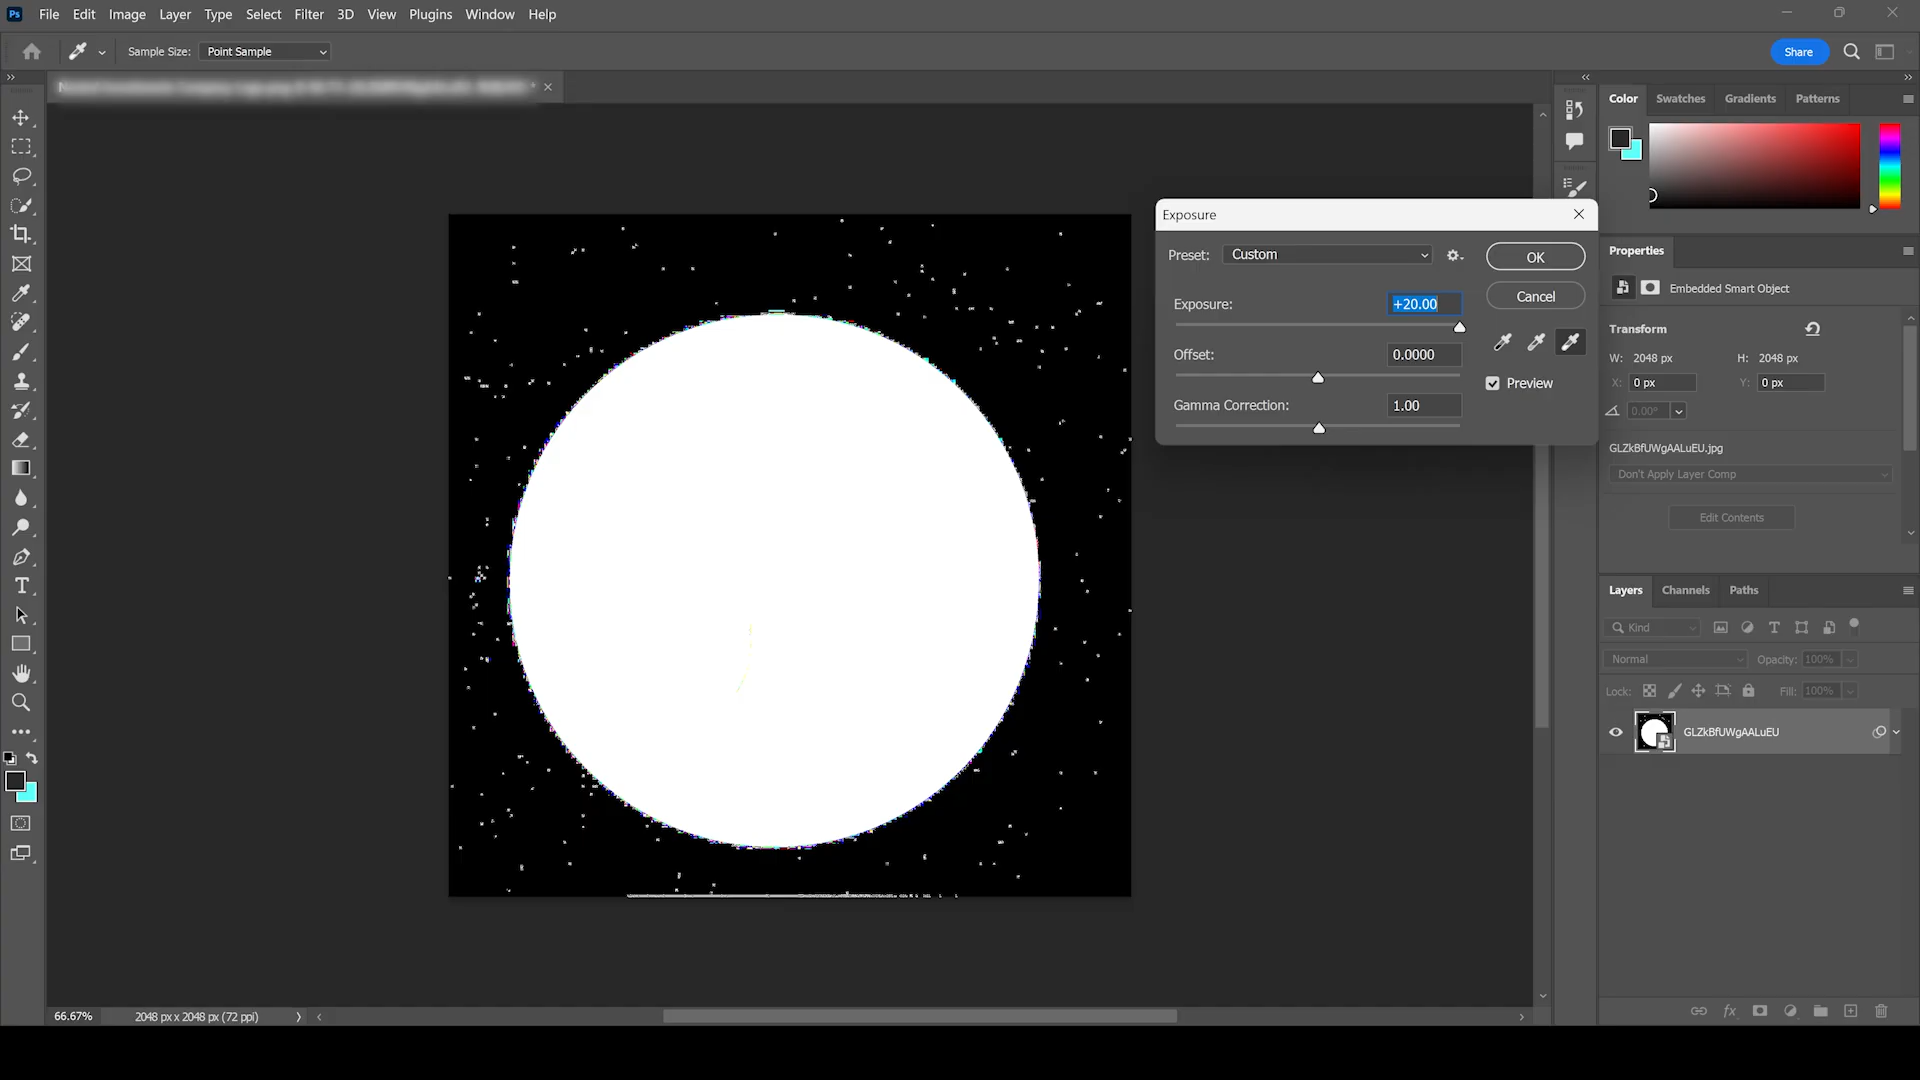 Ps File Edit Image Layer Type Select Filter 3D View Plugins Window Help
Sample Size: Point Sample Share
Color Swatches Gradients Patterns
Exposure
Preset: Custom OK
Exposure: +20.00 Cancel
Offset: 0.0000
Preview
Gamma Correction: 1.00
Properties
Embedded Smart Object
Transform
W: 2048 px H: 2048 px
X: 0 px Y: 0 px
0.00°
GLZkBfUWgAALuEU.jpg
Don't Apply Layer Comp
Edit Contents
Layers Channels Paths
Kind
Normal Opacity: 100%
Lock: Fill: 100%
GLZkBfUWgAALuEU
fx
66.67% 2048 px x 2048 px (72 ppi)